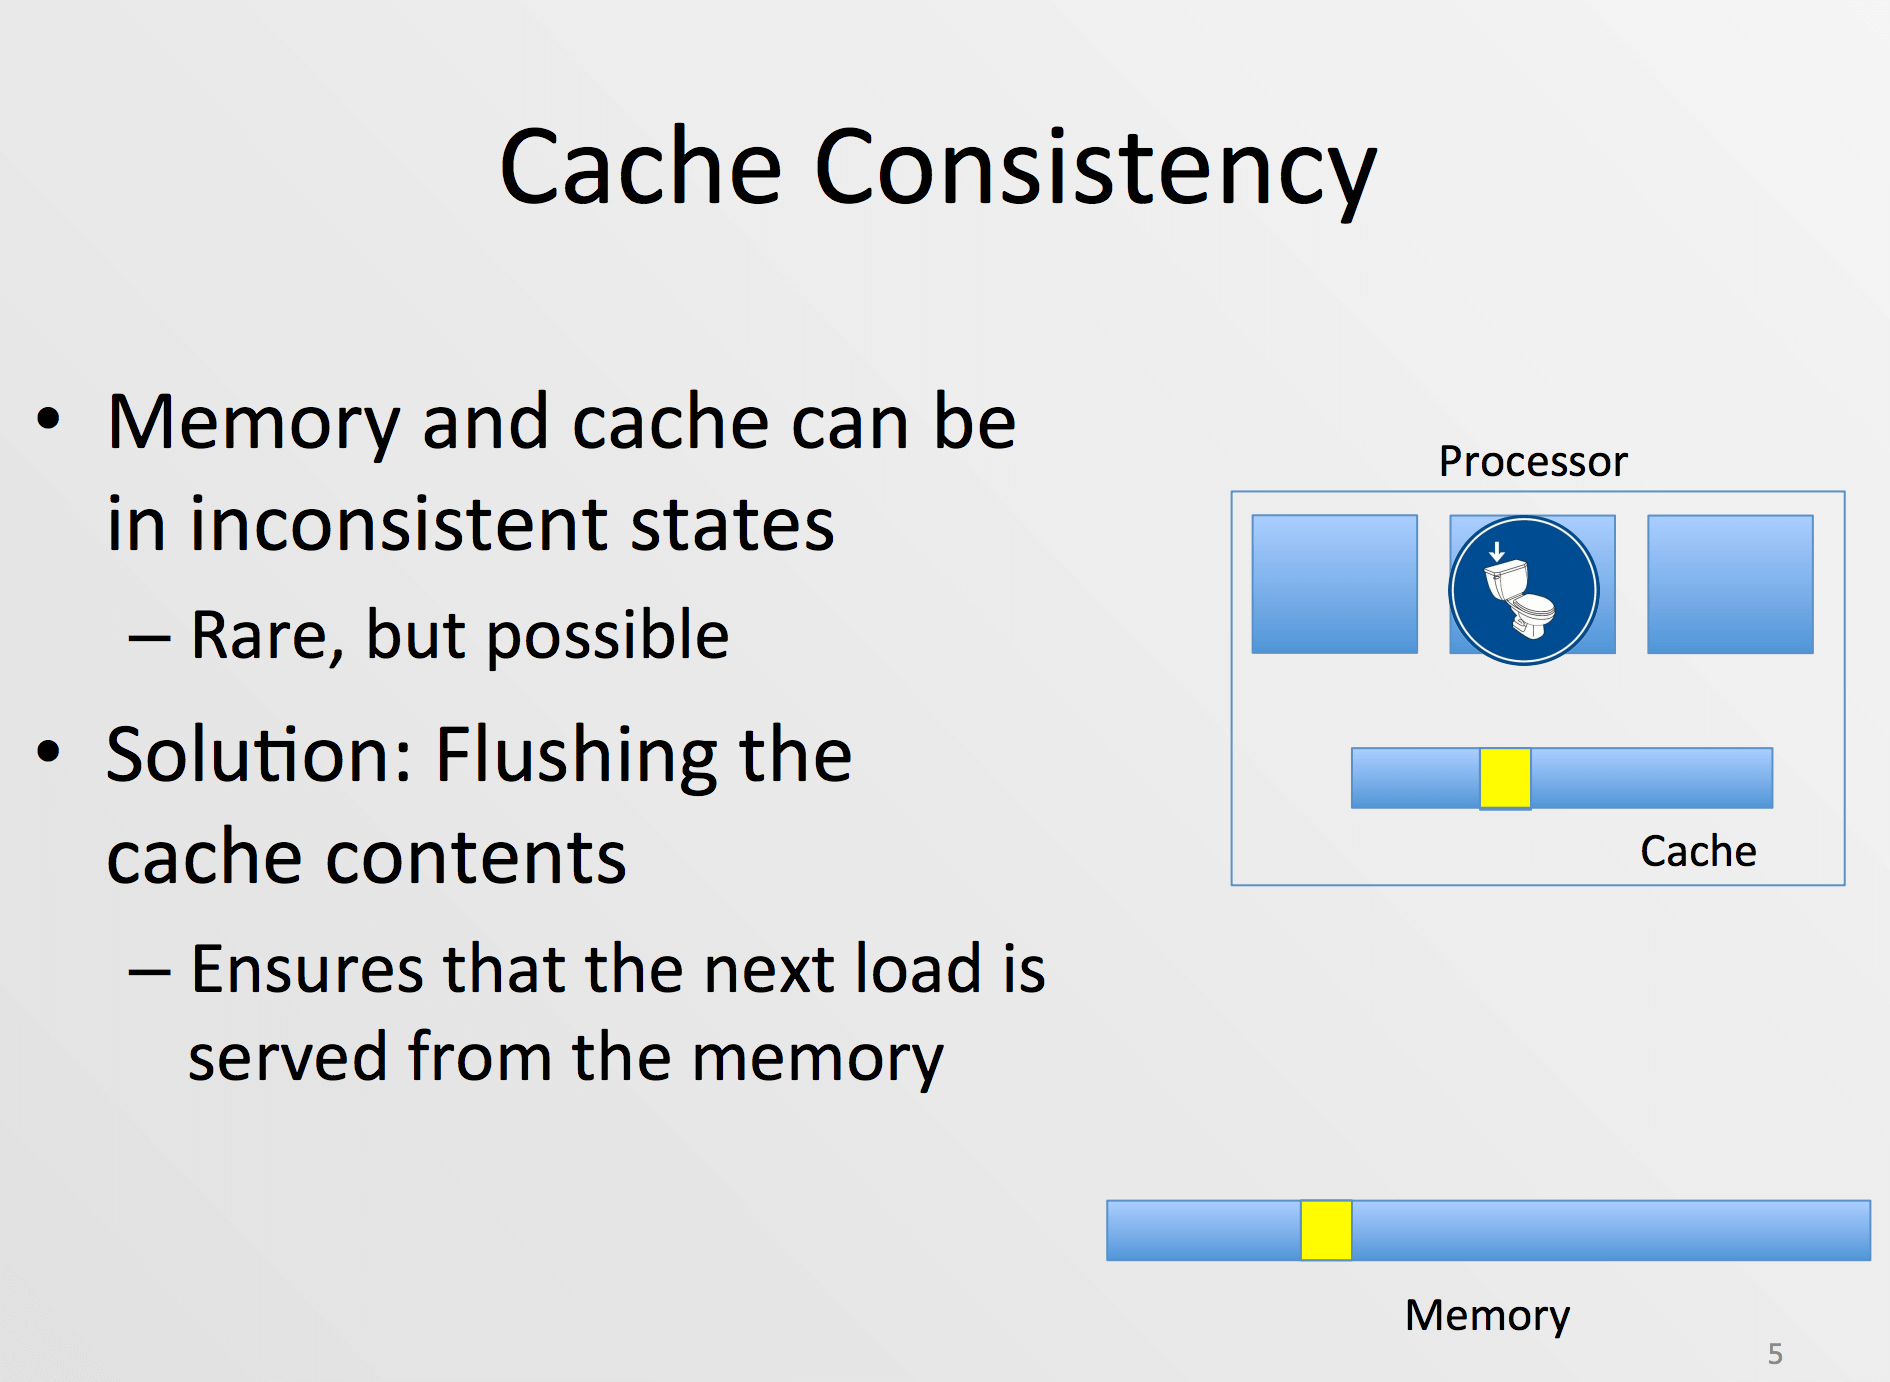 Cache Consistency
• Memory and cache can be
in inconsistent states
– Rare, but possible
• Solution: Flushing the
cache contents
– Ensures that the next load is
served from the memory
Processor
Cache
Memory
5